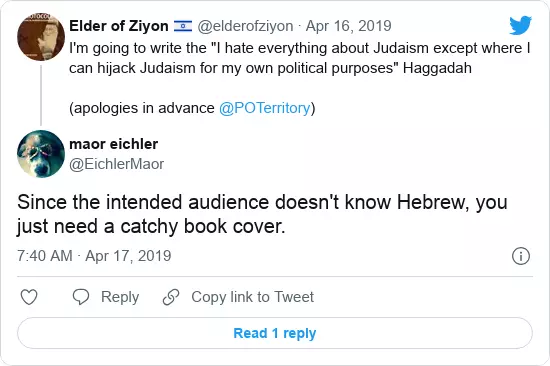 Elder of Ziyon 🇮🇱 @elderofziyon · Apr 16, 2019
I'm going to write the "I hate everything about Judaism except where I
can hijack Judaism for my own political purposes" Haggadah
(apologies in advance @POTerritory)
maor eichler
@EichlerMaor
Since the intended audience doesn't know Hebrew, you
just need a catchy book cover.
7:40 AM · Apr 17, 2019
Reply
Copy link to Tweet
Read 1 reply